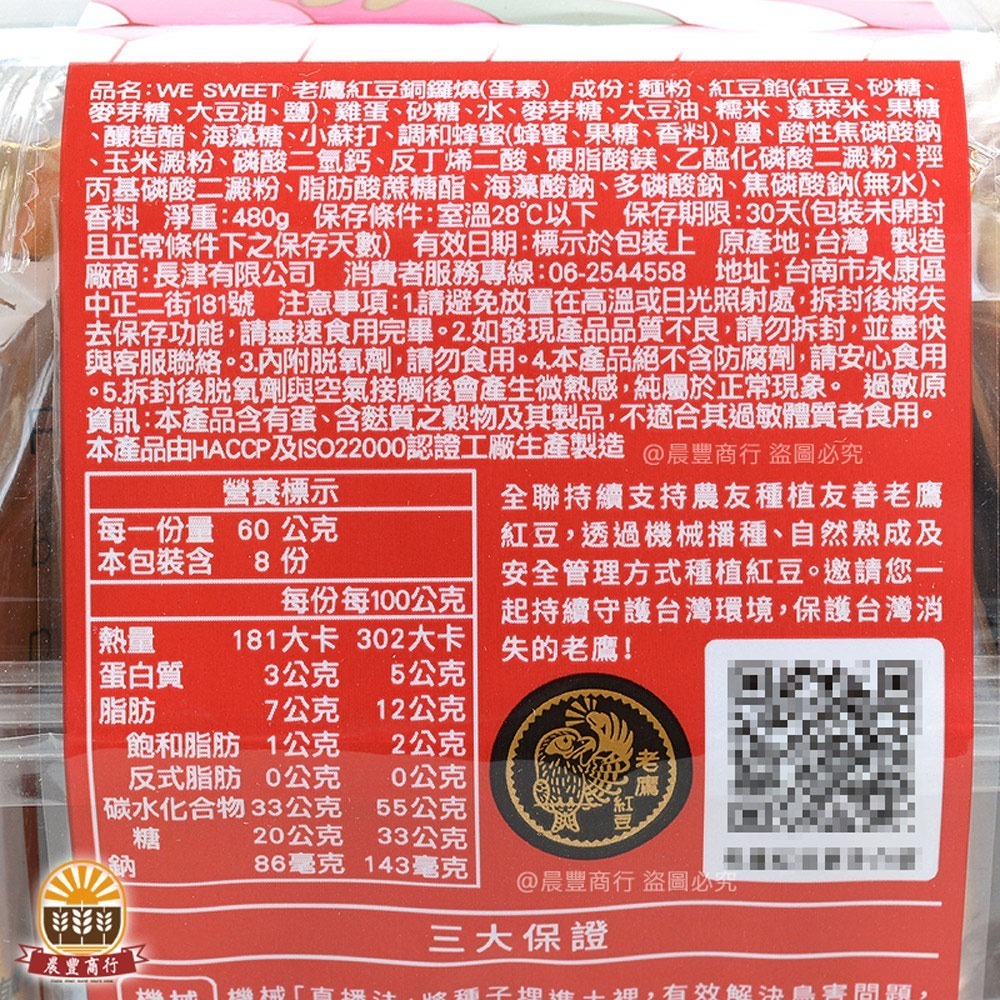 品名:WE SWEET 老鷹紅豆銅鑼燒(蛋素) 成份:麵粉、紅豆餡(紅豆、砂糖、
麥芽糖、大豆油、鹽)、雞蛋、砂糖、水、麥芽糖、大豆油、糯米、蓬萊米、果糖
、釀造醋、海藻糖、小蘇打、調和蜂蜜(蜂蜜、果糖、香料)、鹽、酸性焦磷酸鈉
、玉米澱粉、磷酸二氫鈣、反丁烯二酸、硬脂酸鎂、乙醯化磷酸二澱粉、羥
丙基磷酸二澱粉、脂肪酸蔗糖酯、海藻酸鈉、多磷酸鈉、焦磷酸鈉(無水)、
香料 淨重:480g 保存條件:室溫28℃以下 保存期限:30天(包裝未開封
且正常條件下之保存天數) 有效日期:標示於包裝上 原產地:台灣 製造
廠商:長津有限公司 消費者服務專線:06-2544558 地址:台南市永康區
中正二街181號 注意事項:1.請避免放置在高溫或日光照射處,拆封後將失
去保存功能,請盡速食用完畢。2.如發現產品品質不良,請勿拆封,並盡快
與客服聯絡。3.內附脫氧劑,請勿食用。4.本產品絕不含防腐劑,請安心食用
。5.拆封後脫氧劑與空氣接觸後會產生微熱感,純屬於正常現象。 過敏原
資訊:本產品含有蛋、含麩質之穀物及其製品,不適合其過敏體質者食用。
本產品由HACCP及ISO22000認證工廠生產製造
@晨豐商行 盜圖必究
營養標示
每一份量 60 公克
本包裝含 8 份
每份 每100公克
熱量 181大卡 302大卡
蛋白質 3公克 5公克
脂肪 7公克 12公克
飽和脂肪 1公克 2公克
反式脂肪 0公克 0公克
碳水化合物 33公克 55公克
糖 20公克 33公克
鈉 86毫克 143毫克
全聯持續支持農友種植友善老鷹
紅豆,透過機械播種、自然熟成及
安全管理方式種植紅豆。邀請您一
起持續守護台灣環境,保護台灣消
失的老鷹!
老鷹
紅豆
@晨豐商行 盜圖必究
三大保證
晨豐商行
機械
機械「直播法」將種子埋進土裡,有效解決鳥害問題,